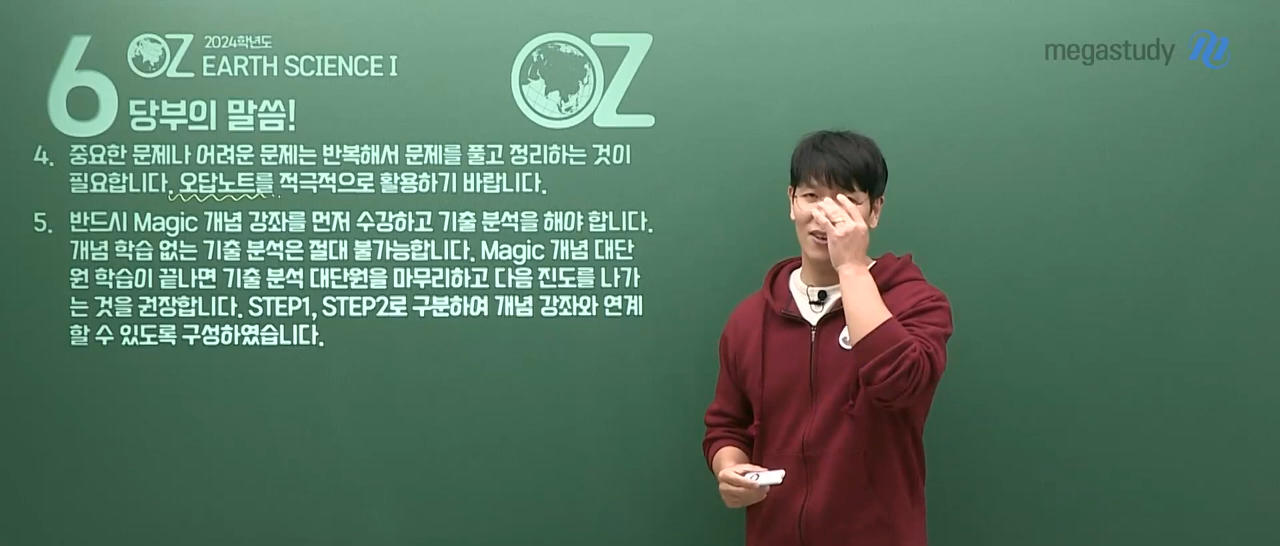 6
OZ 2024학년도
EARTH SCIENCE I
당부의 말씀!
OZ
megastudy
4. 중요한 문제나 어려운 문제는 반복해서 문제를 풀고 정리하는 것이
필요합니다. 오답노트를 적극적으로 활용하기 바랍니다.
5. 반드시 Magic 개념 강좌를 먼저 수강하고 기출 분석을 해야 합니다.
개념 학습 없는 기출 분석은 절대 불가능합니다. Magic 개념 대단
원 학습이 끝나면 기출 분석 대단원을 마무리하고 다음 진도를 나가
는 것을 권장합니다. STEP1, STEP2로 구분하여 개념 강좌와 연계
할 수 있도록 구성하였습니다.